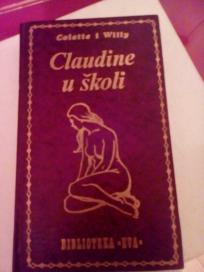 Colette i Willy
Claudine
u školi
BIBLIOTEKA »EVA«